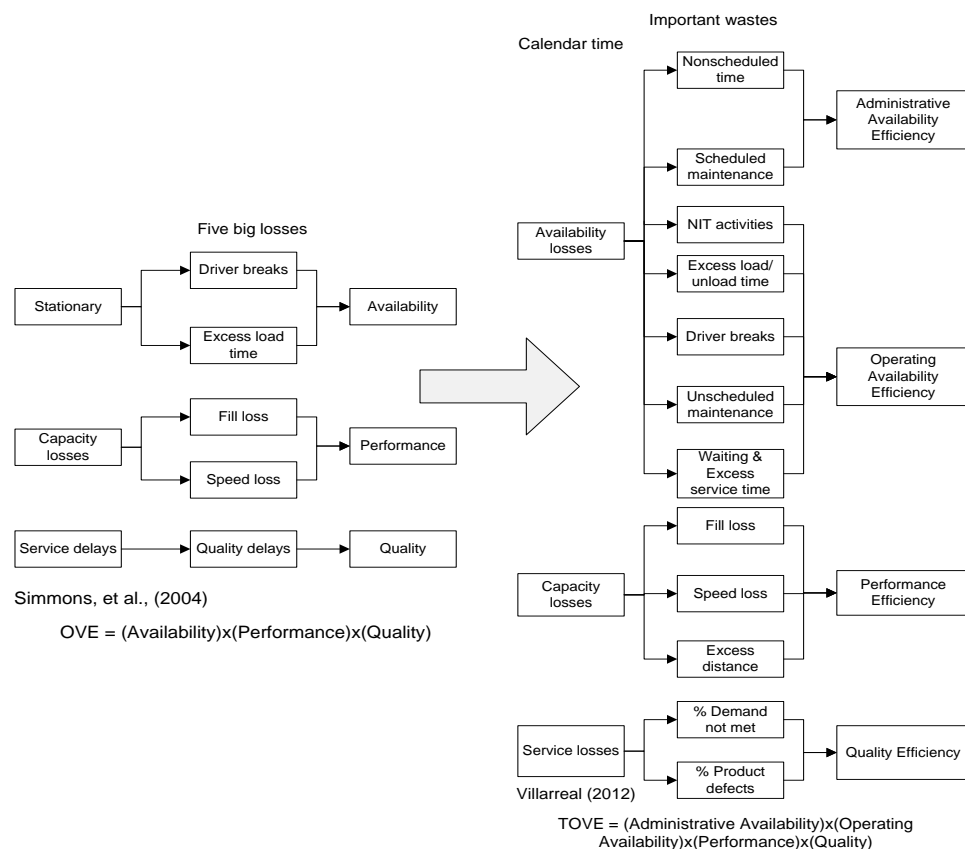 Five big losses
Stationary
Driver breaks
Excess load
time
Availability
Capacity
losses
Fill loss
Speed loss
Performance
Service delays
Quality delays
Quality
Simmons, et al., (2004)
OVE = (Availability)x(Performance)x(Quality)
Important wastes
Calendar time
Nonscheduled
time
Scheduled
maintenance
Administrative
Availability
Efficiency
Availability
losses
NIT activities
Excess load/
unload time
Driver breaks
Unscheduled
maintenance
Waiting &
Excess
service time
Operating
Availability
Efficiency
Capacity
losses
Fill loss
Speed loss
Excess
distance
Performance
Efficiency
Service losses
% Demand
not met
% Product
defects
Quality Efficiency
Villarreal (2012)
TOVE = (Administrative Availability)x(Operating
Availability)x(Performance)x(Quality)